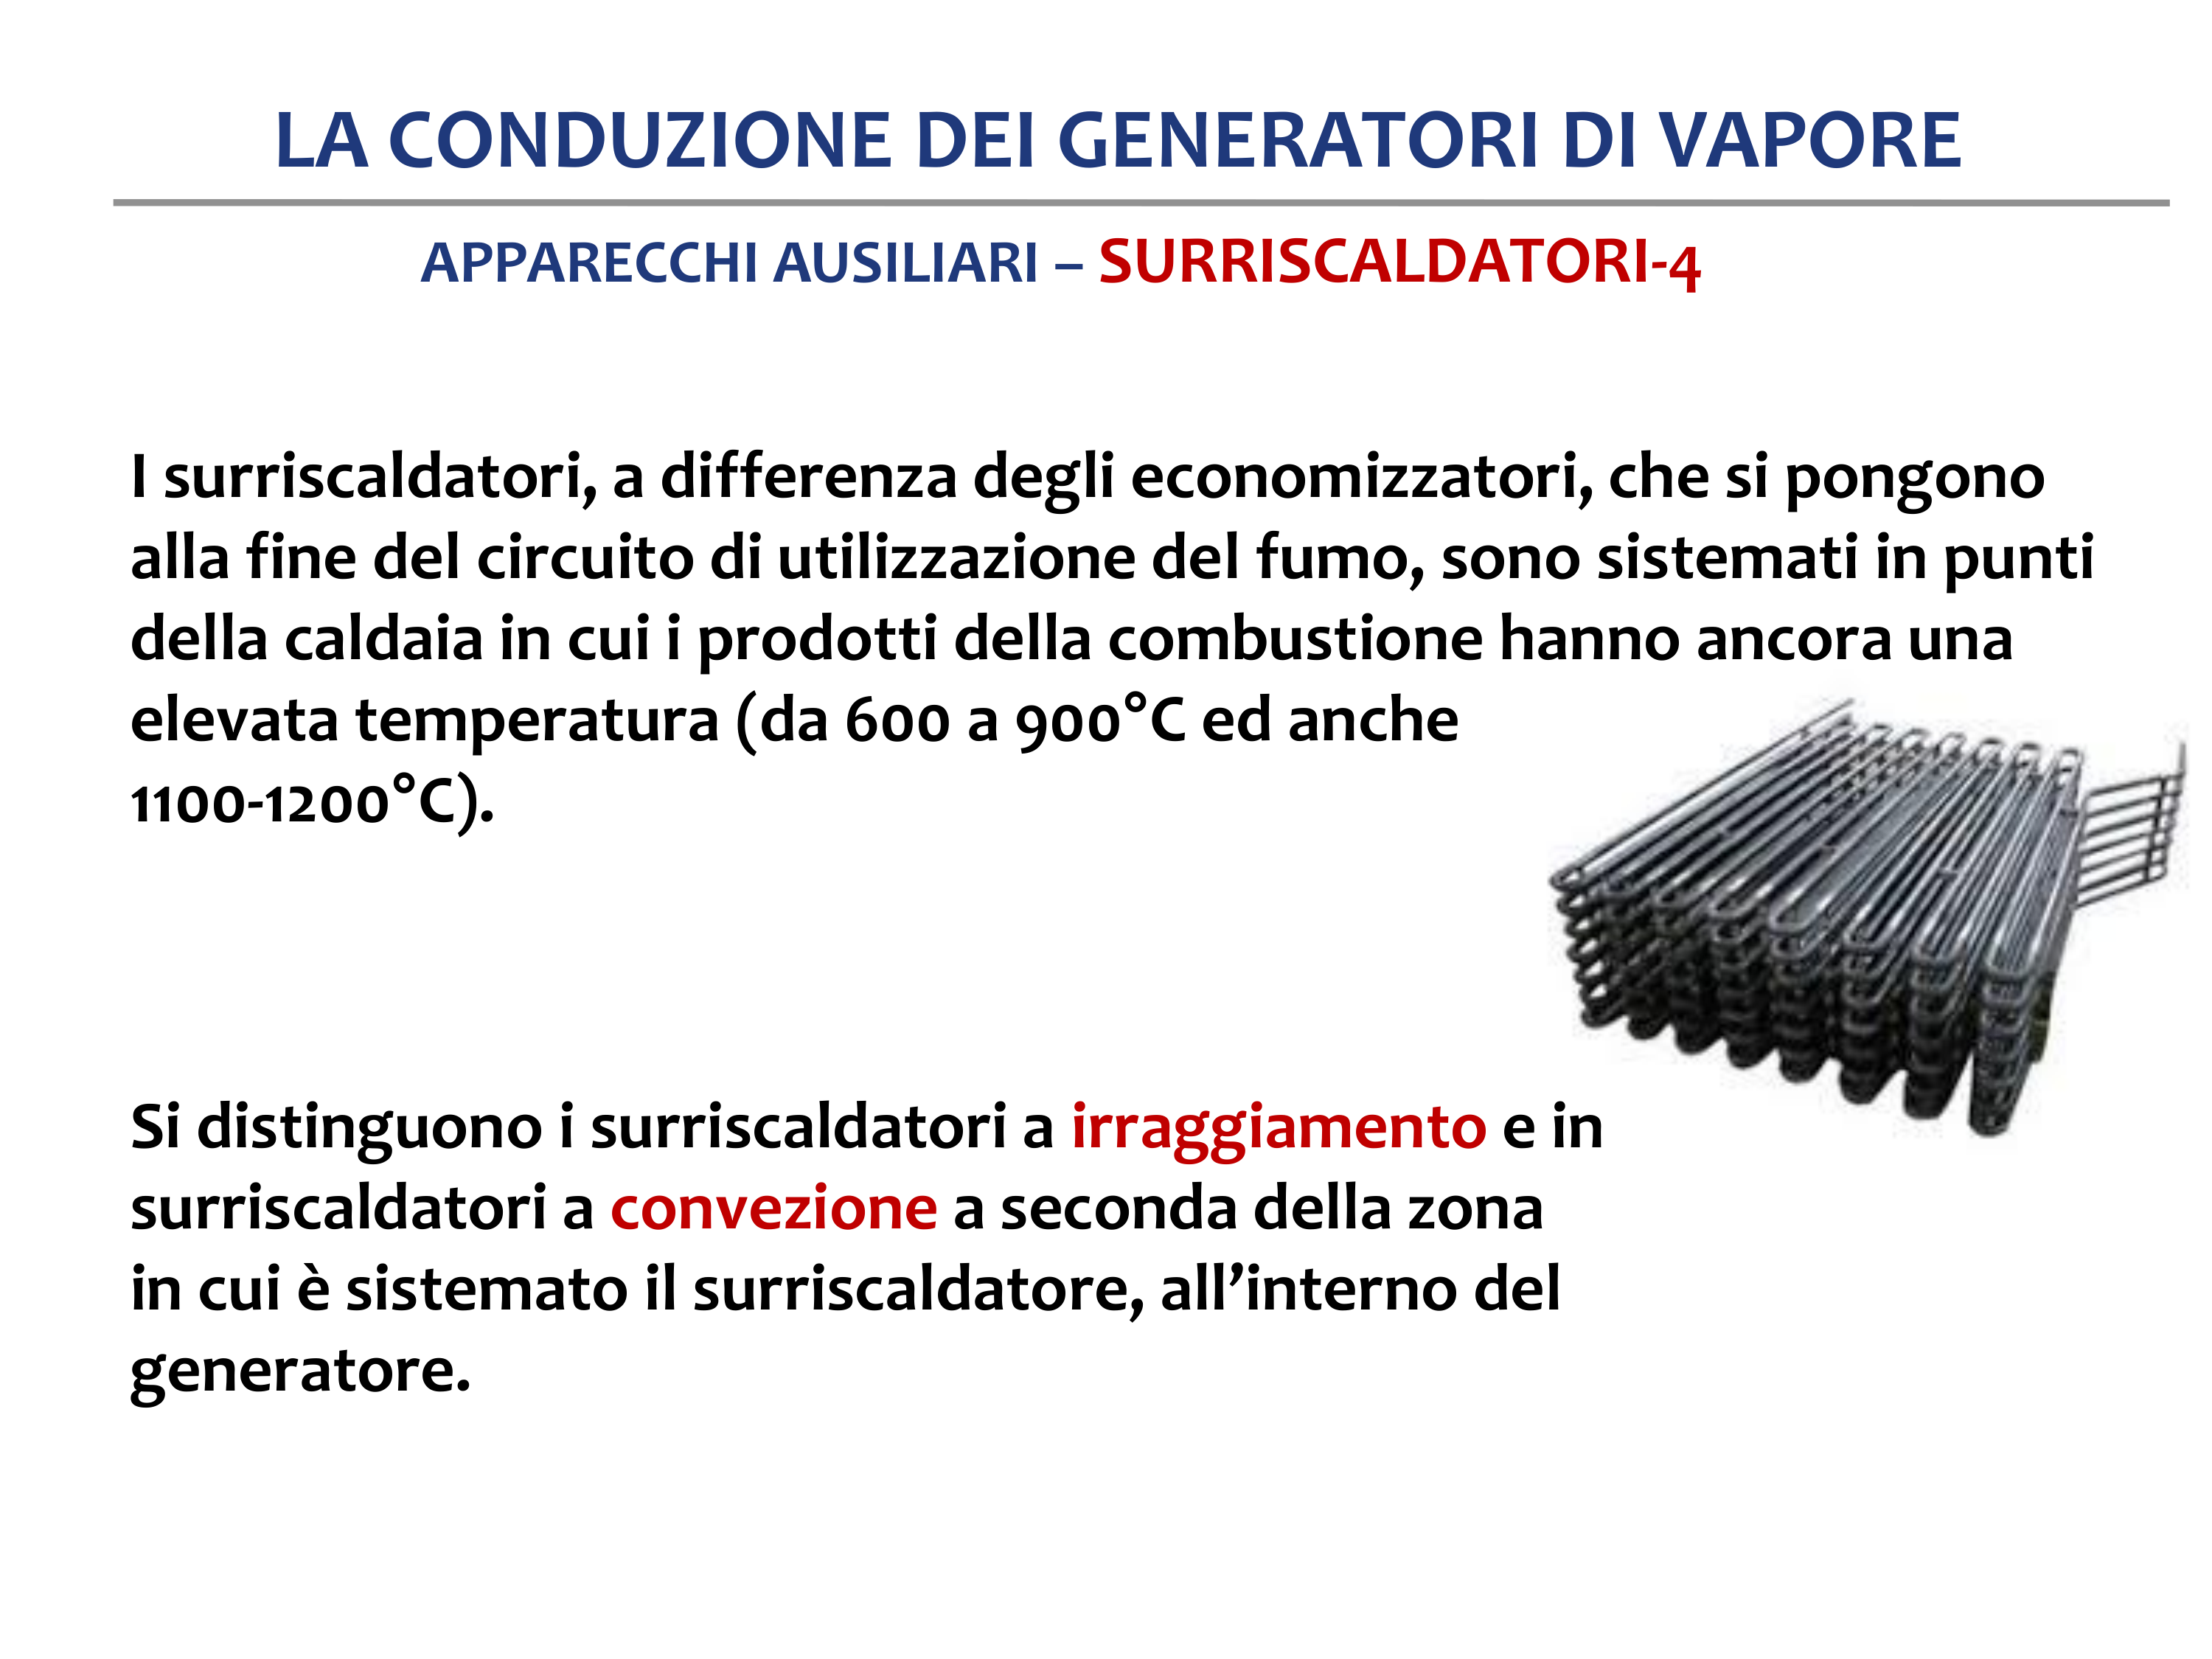 LA CONDUZIONE DEI GENERATORI DI VAPORE
APPARECCHI AUSILIARI – SURRISCALDATORI-4
I surriscaldatori, a differenza degli economizzatori, che si pongono
alla fine del circuito di utilizzazione del fumo, sono sistemati in punti
della caldaia in cui i prodotti della combustione hanno ancora una
elevata temperatura (da 600 a 900°C ed anche
1100-1200°C).
Si distinguono i surriscaldatori a irraggiamento e in
surriscaldatori a convezione a seconda della zona
in cui è sistemato il surriscaldatore, all’interno del
generatore.